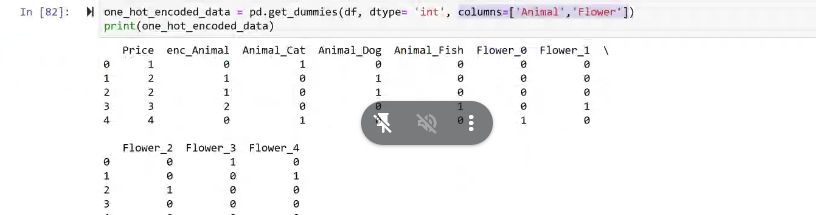 In [82]: one_hot_encoded_data = pd.get_dummies(df, dtype= 'int', columns=['Animal','Flower'])
print(one_hot_encoded_data)
Price enc_Animal Animal_Cat Animal_Dog Animal_Fish Flower_0 Flower_1 \
0 1 0 1 0 0 0 0
1 2 1 0 1 0 0 0
2 2 1 0 1 0 0 0
3 3 2 0 0 1 0 1
4 4 0 1 0 1 0
Flower_2 Flower_3 Flower_4
0 0 1 0
1 0 0 1
2 1 0 0
3 0 0 0